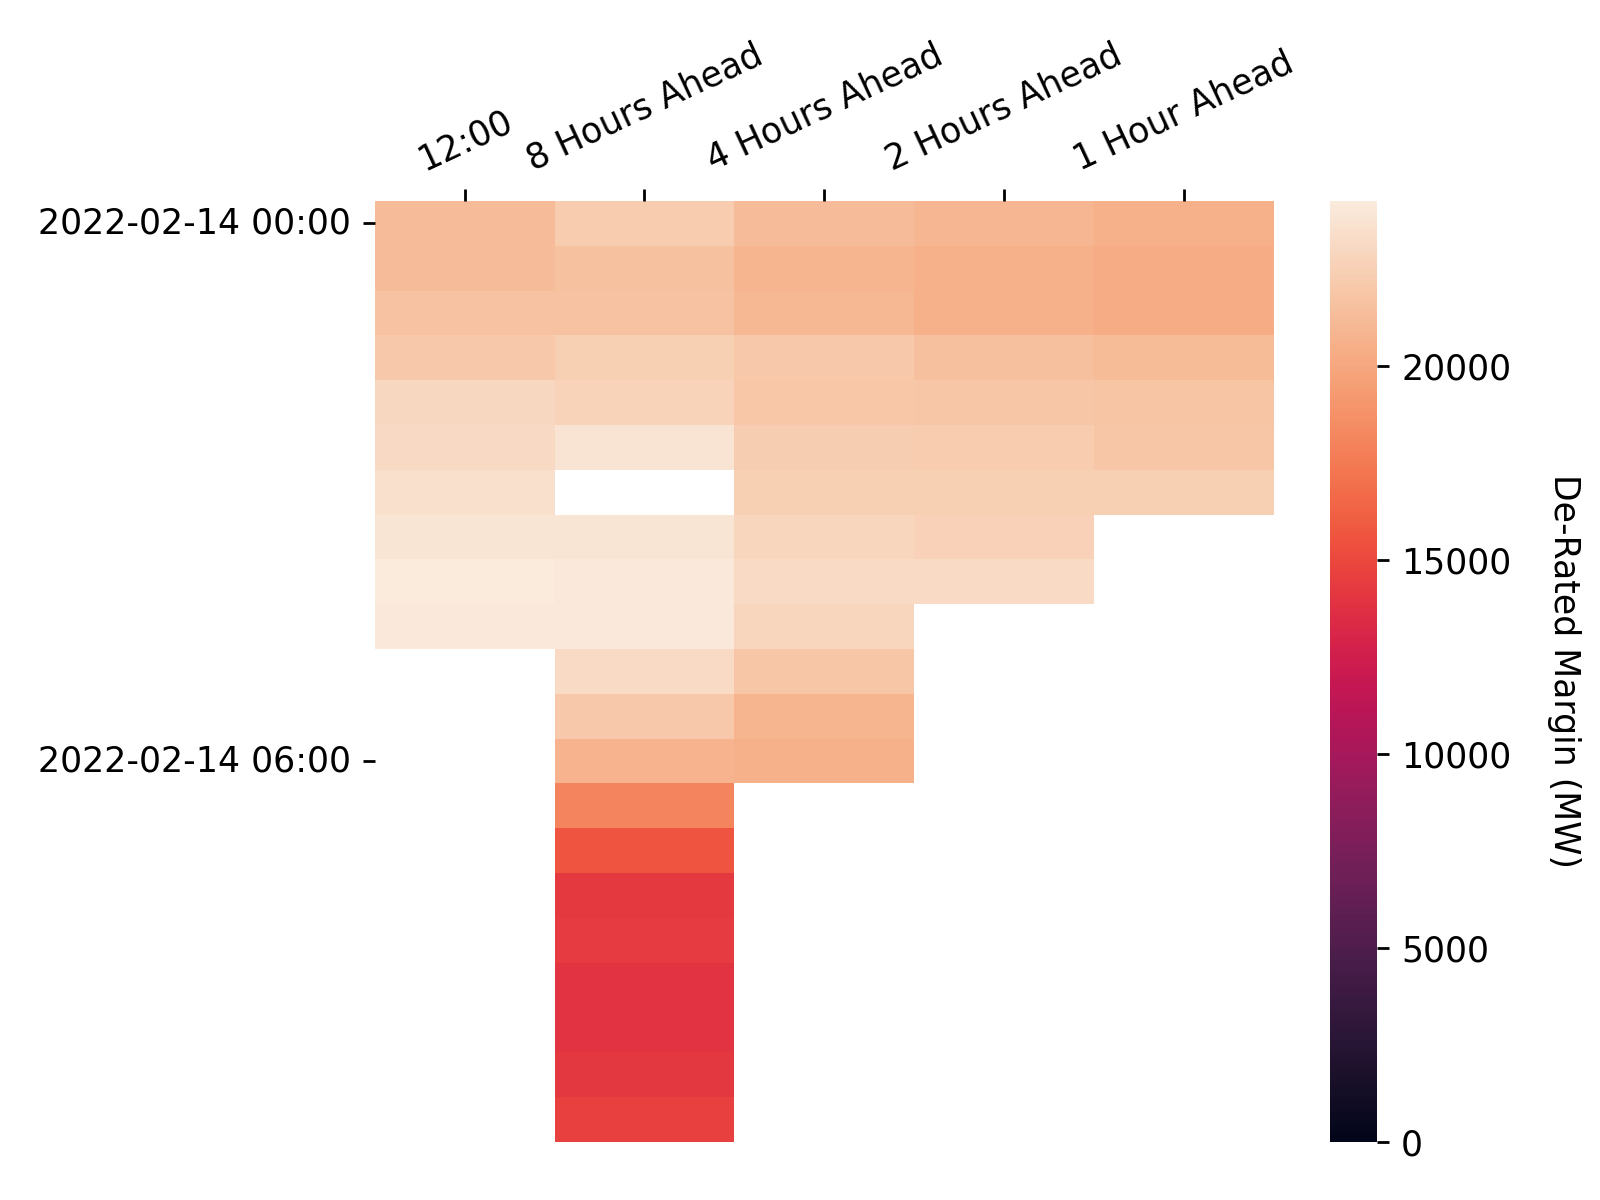 12:00
8 Hours Ahead
4 Hours Ahead
2 Hours Ahead
1 Hour Ahead
2022-02-14 00:00
2022-02-14 06:00
20000
15000
10000
5000
0
De-Rated Margin (MW)